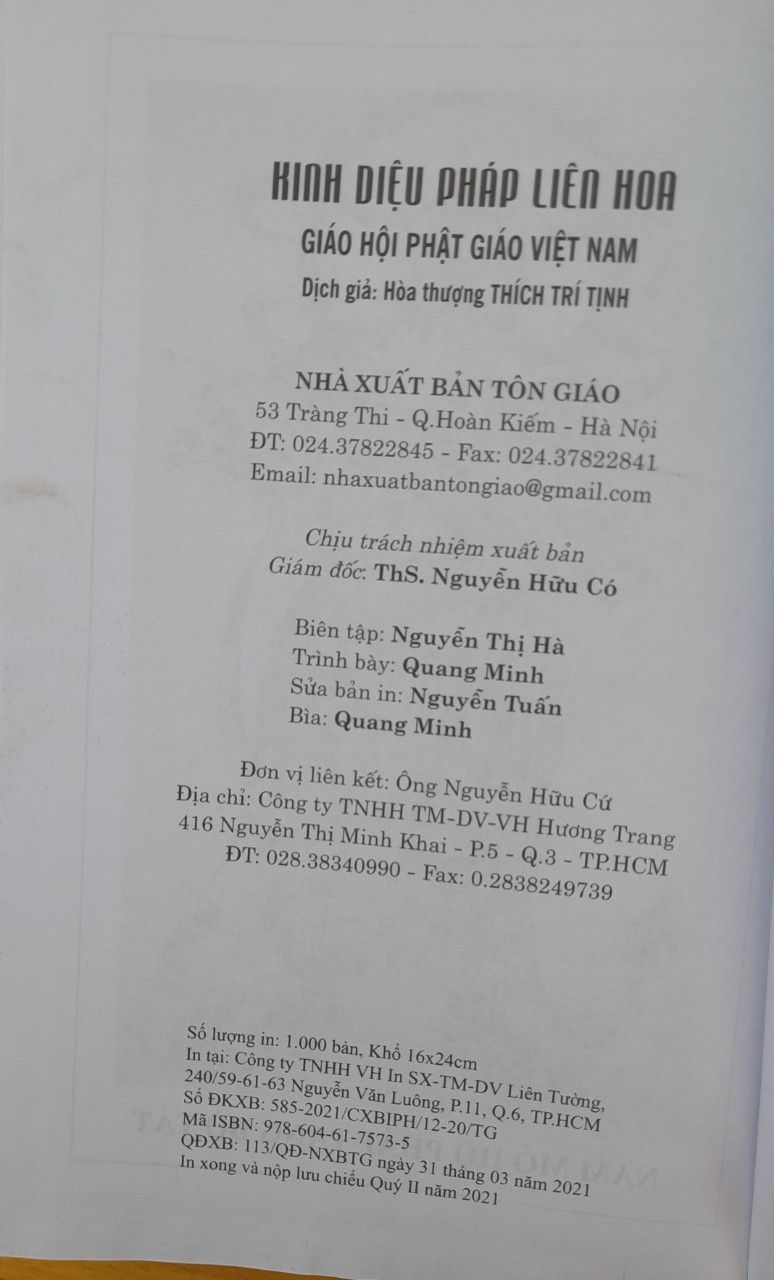 KINH DIỆU PHÁP LIÊN HOA
GIÁO HỘI PHẬT GIÁO VIỆT NAM
Dịch giả: Hòa thượng THÍCH TRÍ TỊNH
NHÀ XUẤT BẢN TÔN GIÁO
53 Tràng Thi - Q.Hoàn Kiếm - Hà Nội
ĐT: 024.37822845 - Fax: 024.37822841
Email: nhaxuatbantongiao@gmail.com
Chịu trách nhiệm xuất bản
Giám đốc: ThS. Nguyễn Hữu Có
Biên tập: Nguyễn Thị Hà
Trình bày: Quang Minh
Sửa bản in: Nguyễn Tuấn
Bìa: Quang Minh
Đơn vị liên kết: Ông Nguyễn Hữu Cứ
Địa chỉ: Công ty TNHH TM-DV-VH Hương Trang
416 Nguyễn Thị Minh Khai - P.5 - Q.3 - TP.HCM
ĐT: 028.38340990 - Fax: 0.2838249739
Số lượng in: 1.000 bản, Khổ 16x24cm
In tại: Công ty TNHH VH In SX-TM-DV Liên Tường,
240/59-61-63 Nguyễn Văn Luông, P.11, Q.6, TP.HCM
Số ĐKXB: 585-2021/CXBIPH/12-20/TG
Mã ISBN: 978-604-61-7573-5
QĐXB: 113/QĐ-NXBTG ngày 31 tháng 03 năm 2021
In xong và nộp lưu chiểu Quý II năm 2021